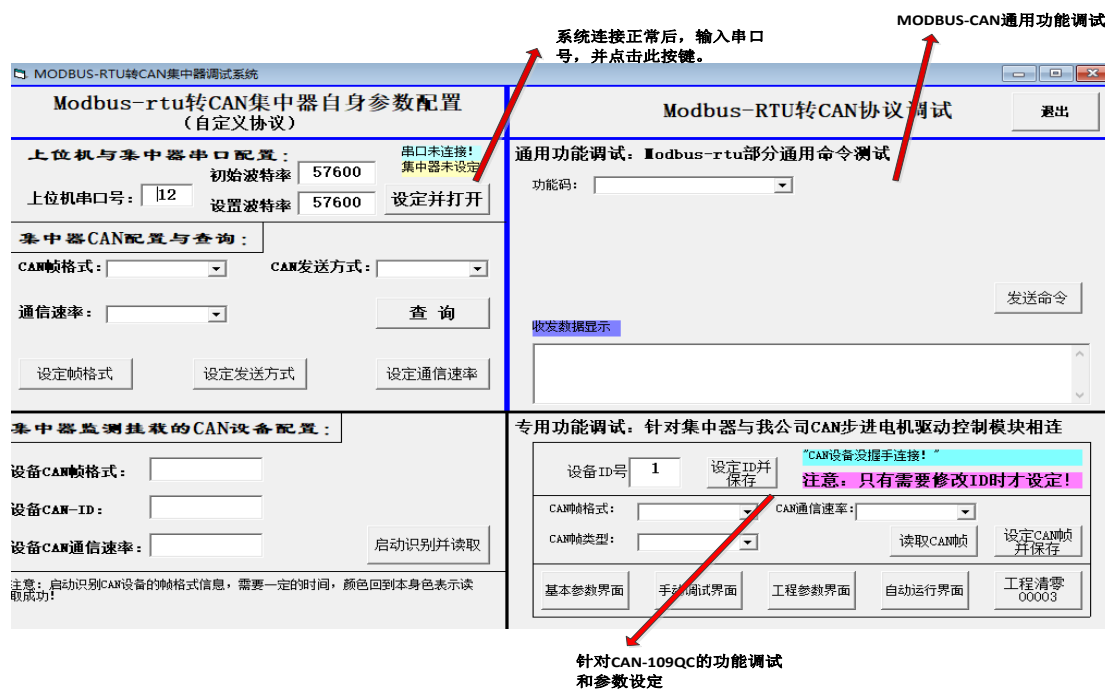 MODBUS-CAN通用功能调试
系统连接正常后，输入串口
号，并点击此按键。
MODBUS-RTU转CAN集中器调试系统
Modbus-rtu转CAN集中器自身参数配置
（自定义协议）
Modbus-RTU转CAN协议调试
退出
上位机与集中器串口配置：
串口未连接！
集中器未设定
初始波特率 57600
上位机串口号： 12
设置波特率 57600
设定并打开
集中器CAN配置与查询：
CAN帧格式：
CAN发送方式：
通信速率：
查 询
设定帧格式
设定发送方式
设定通信速率
通用功能调试：Modbus-rtu部分通用命令测试
功能码：
发送命令
收发数据显示
集中器监测挂载的CAN设备配置：
设备CAN帧格式：
设备CAN-ID：
设备CAN通信速率：
启动识别并读取
注意：启动识别CAN设备的帧格式信息，需要一定的时间，颜色回到本身色表示读
取成功！
专用功能调试：针对集中器与我公司CAN步进电机驱动控制模块相连
设备ID号 1
设定ID并
保存
"CAN设备没握手连接！"
注意：只有需要修改ID时才设定！
CAN帧格式：
CAN通信速率：
CAN帧类型：
读取CAN帧
设定CAN帧
并保存
基本参数界面
手动调试界面
工程参数界面
自动运行界面
工程清零
00003
针对CAN-109QC的功能调试
和参数设定